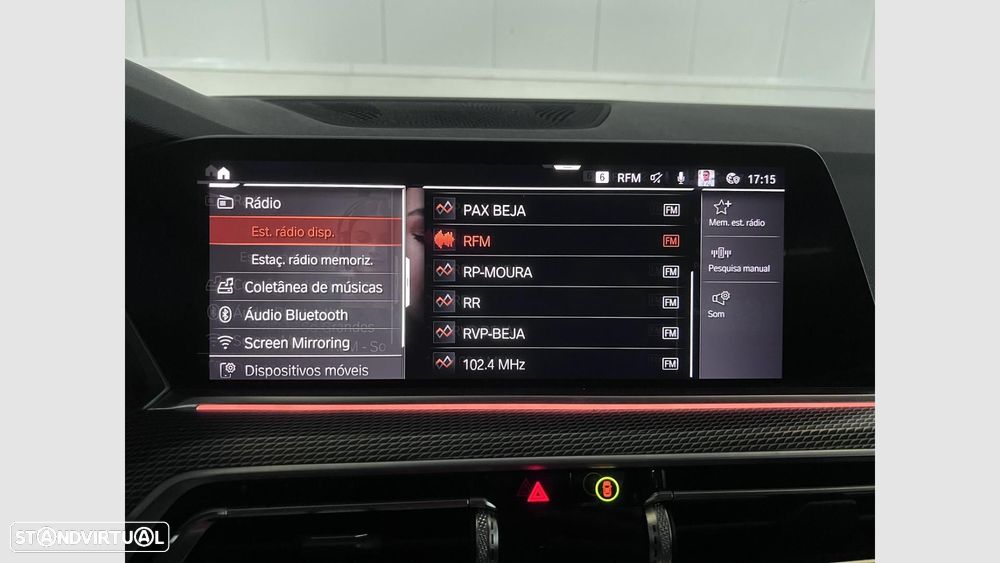 6 RFM 17:15
Rádio
Est. rádio disp.
Estaç. rádio memoriz.
Coletânea de músicas
Áudio Bluetooth
Screen Mirroring
Dispositivos móveis
PAX BEJA FM
RFM FM
RP-MOURA FM
RR FM
RVP-BEJA FM
102.4 MHz FM
Mem. est. rádio
Pesquisa manual
Som
STANDVIRTUAL